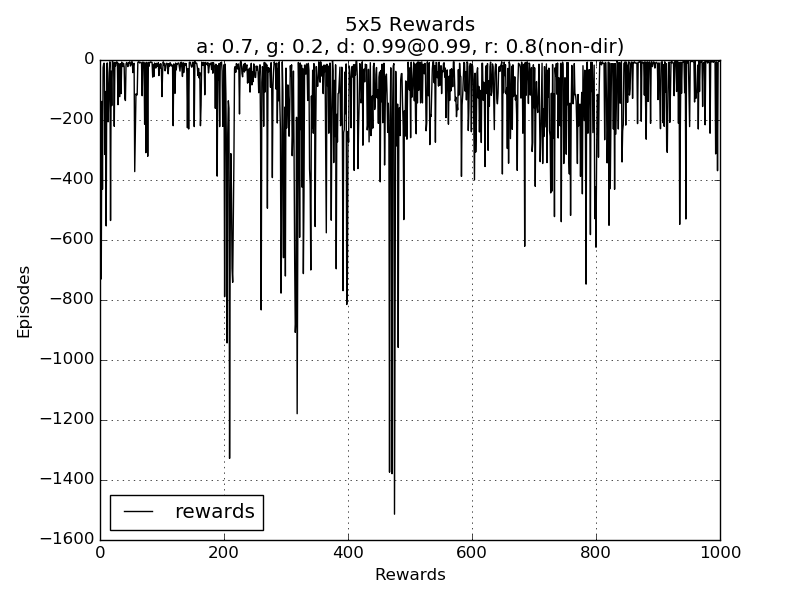 5x5 Rewards
a: 0.7, g: 0.2, d: 0.99@0.99, r: 0.8(non-dir)
0
−200
−400
−600
−800
−1000
−1200
−1400
−1600
Episodes
rewards
0 200 400 600 800 1000
Rewards